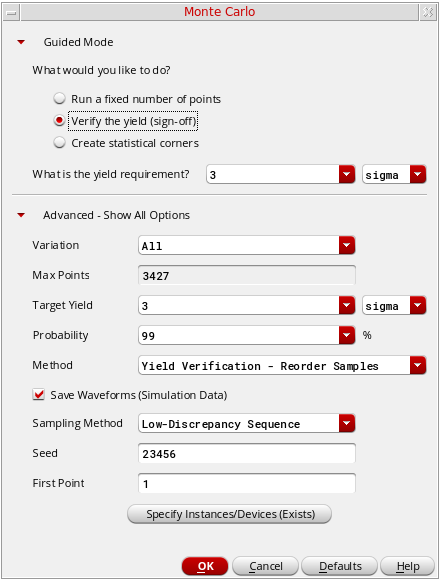 Monte Carlo
Guided Mode
What would you like to do?
Run a fixed number of points
Verify the yield (sign-off)
Create statistical corners
What is the yield requirement? 3 sigma
Advanced - Show All Options
Variation All
Max Points 3427
Target Yield 3 sigma
Probability 99 %
Method Yield Verification - Reorder Samples
Save Waveforms (Simulation Data)
Sampling Method Low-Discrepancy Sequence
Seed 23456
First Point 1
Specify Instances/Devices (Exists)
OK Cancel Defaults Help